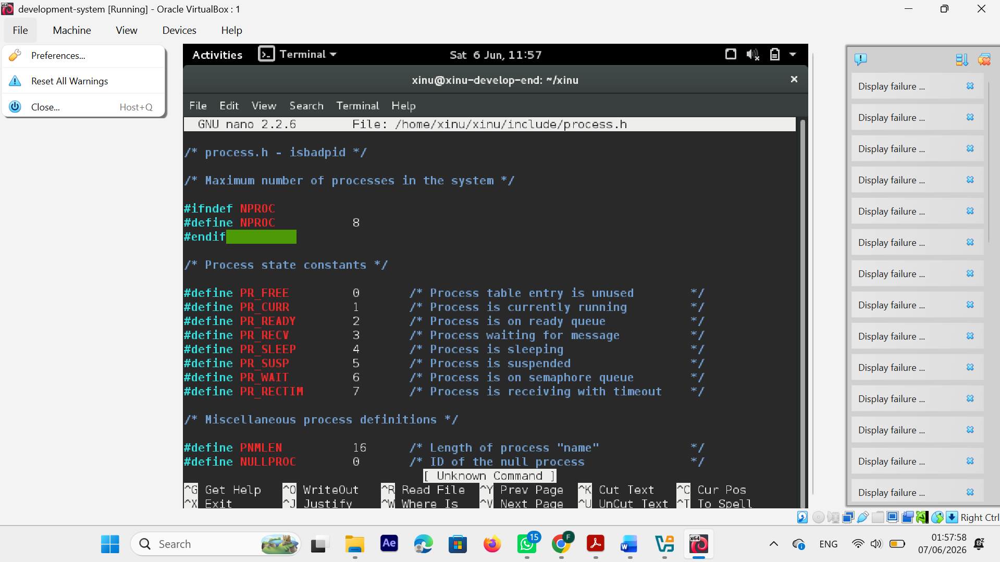 development-system [Running] - Oracle VirtualBox : 1
File Machine View Devices Help
Preferences...
Reset All Warnings
Close... Host+Q
Activities Terminal Sat 6 Jun, 11:57
xinu@xinu-develop-end: ~/xinu
File Edit View Search Terminal Help
GNU nano 2.2.6 File: /home/xinu/xinu/include/process.h
/* process.h - isbadpid */
/* Maximum number of processes in the system */
#ifndef NPROC
#define NPROC 8
#endif
/* Process state constants */
#define PR_FREE 0 /* Process table entry is unused */
#define PR_CURR 1 /* Process is currently running */
#define PR_READY 2 /* Process is on ready queue */
#define PR_RECV 3 /* Process waiting for message */
#define PR_SLEEP 4 /* Process is sleeping */
#define PR_SUSP 5 /* Process is suspended */
#define PR_WAIT 6 /* Process is on semaphore queue */
#define PR_RECTIM 7 /* Process is receiving with timeout */
/* Miscellaneous process definitions */
#define PNMLEN 16 /* Length of process "name" */
#define NULLPROC 0 /* ID of the null process */
[ Unknown Command ]
^G Get Help ^O WriteOut ^R Read File ^Y Prev Page ^K Cut Text ^C Cur Pos
^X Exit ^J Justify ^W Where Is ^V Next Page ^U UnCut Text ^T To Spell
Display failure ...
Display failure ...
Display failure ...
Display failure ...
Display failure ...
Display failure ...
Display failure ...
Display failure ...
Display failure ...
Display failure ...
Display failure ...
Display failure ...
Display failure ...
Display failure ...
Right Ctrl
Search
Ae
15
F
x64
ENG
01:57:58
07/06/2026